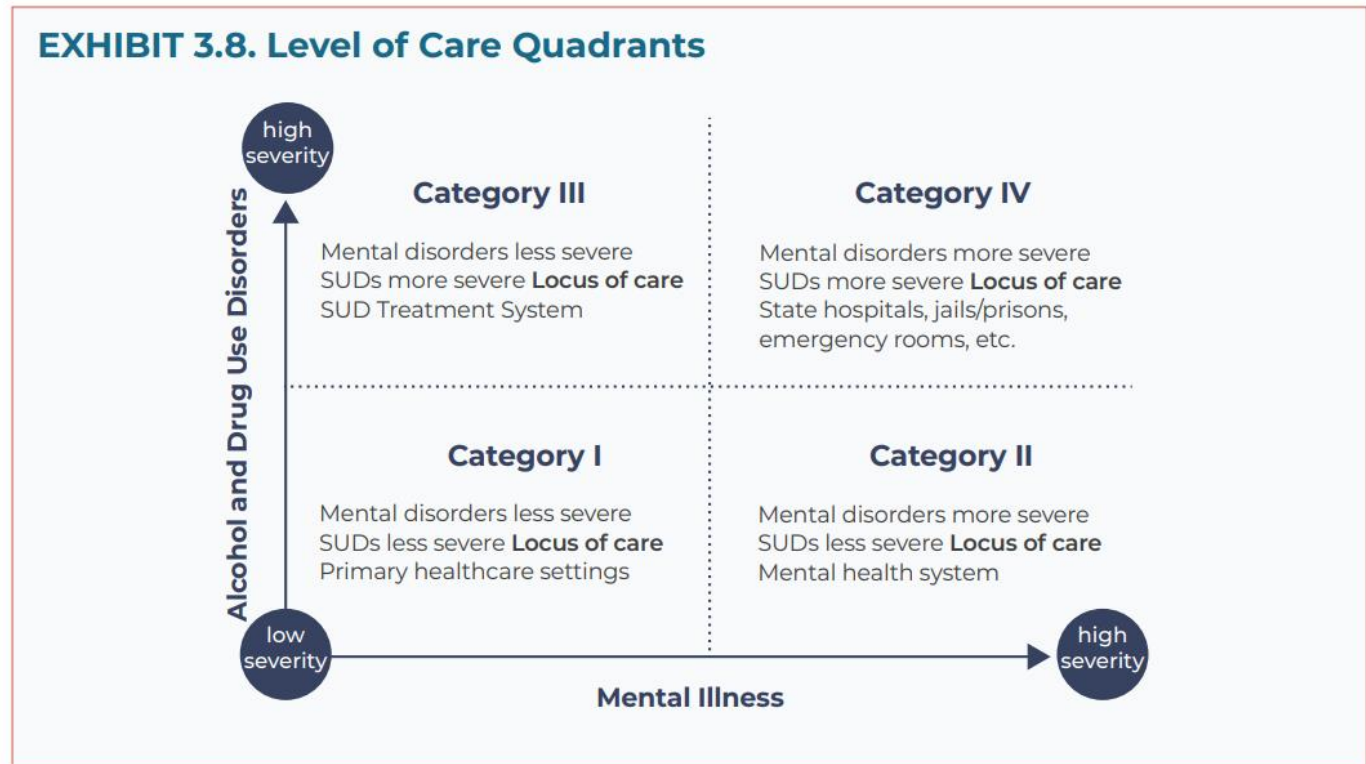 EXHIBIT 3.8. Level of Care Quadrants
high
severity
Alcohol and Drug Use Disorders
Category III
Mental disorders less severe
SUDs more severe Locus of care
SUD Treatment System
Category IV
Mental disorders more severe
SUDs more severe Locus of care
State hospitals, jails/prisons,
emergency rooms, etc.
Category I
Mental disorders less severe
SUDs less severe Locus of care
Primary healthcare settings
Category II
Mental disorders more severe
SUDs less severe Locus of care
Mental health system
low
severity
high
severity
Mental Illness